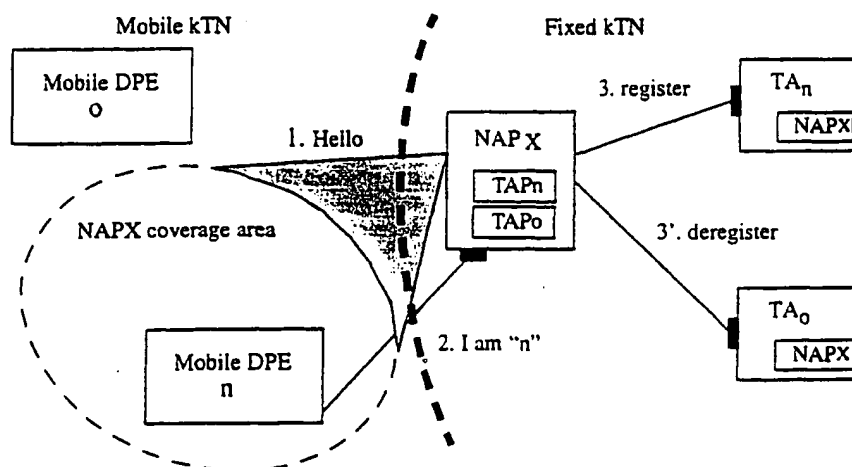 Mobile kTN
Fixed kTN
Mobile DPE
o
1. Hello
NAP X
TAPn
TAPo
3. register
TAn
NAPX
NAPX coverage area
3'. deregister
2. I am "n"
Mobile DPE
n
TAo
NAPX